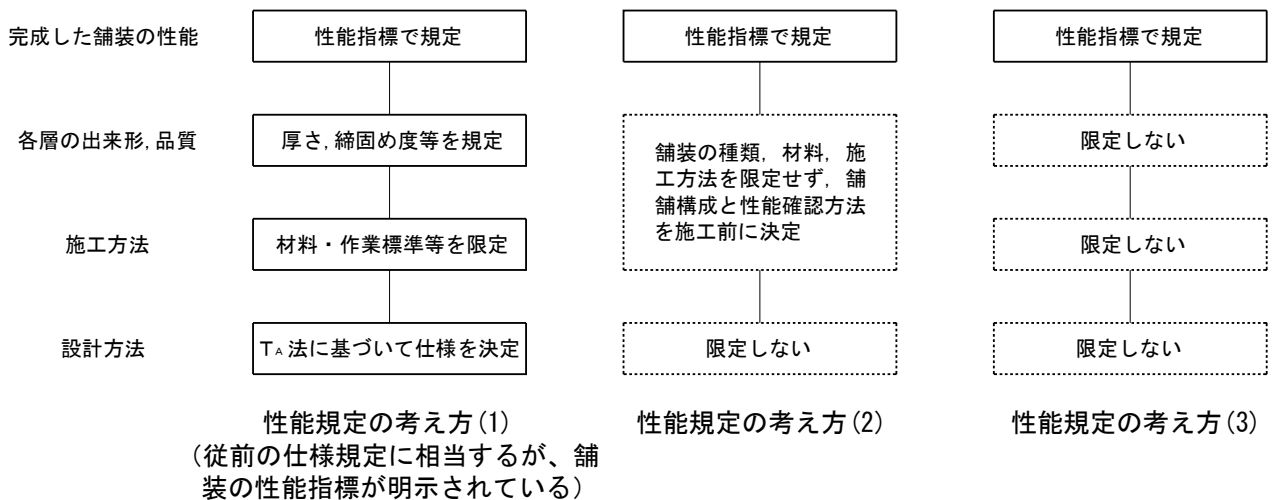 完成した舗装の性能
性能指標で規定
性能指標で規定
性能指標で規定
各層の出来形,品質
厚さ,締固め度等を規定
舗装の種類, 材料, 施
工方法を限定せず, 舗
舗構成と性能確認方法
を施工前に決定
限定しない
施工方法
材料・作業標準等を限定
限定しない
設計方法
TA法に基づいて仕様を決定
限定しない
限定しない
性能規定の考え方(1)
(従前の仕様規定に相当するが、舗
装の性能指標が明示されている)
性能規定の考え方(2)
性能規定の考え方(3)